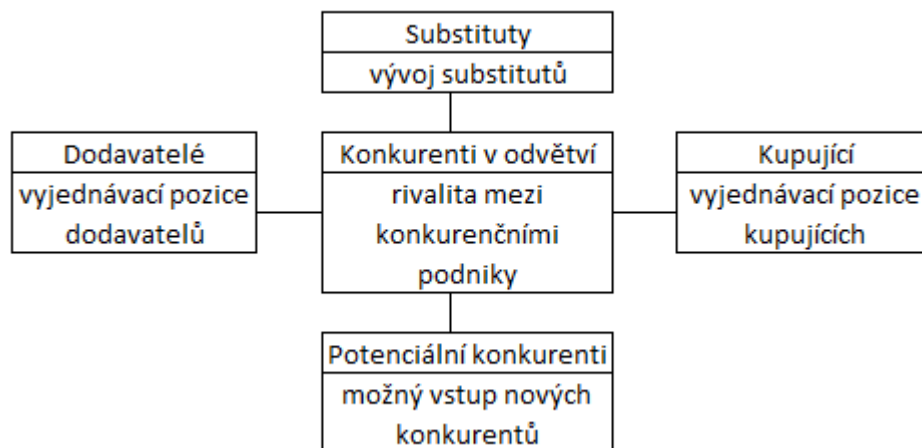 Substituty
vývoj substitutů
Dodavatelé
vyjednávací pozice
dodavatelů
Konkurenti v odvětví
rivalita mezi
konkurenčními
podniky
Kupující
vyjednávací pozice
kupujících
Potenciální konkurenti
možný vstup nových
konkurentů